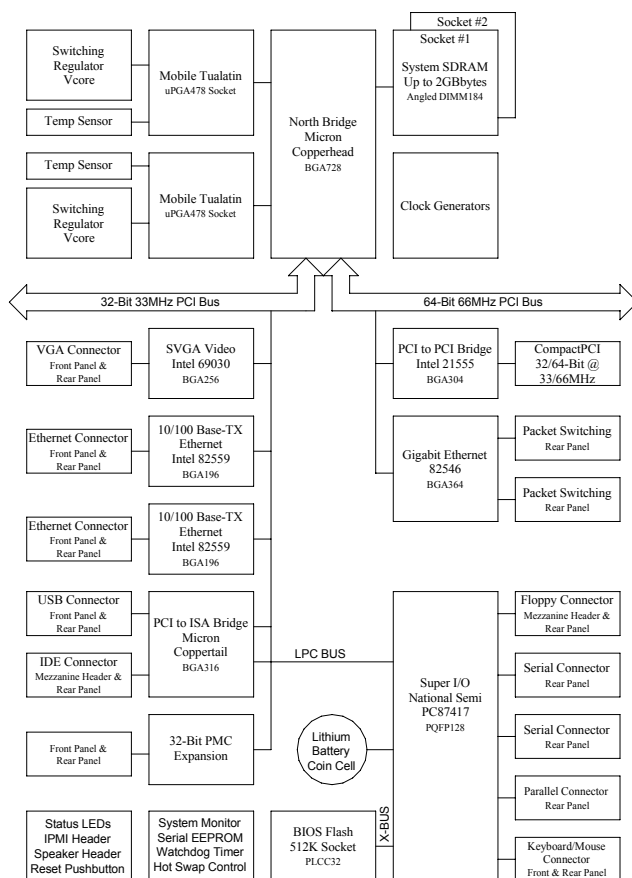 Socket #2
Socket #1
System SDRAM
Up to 2GBbytes
Angled DIMM184
Switching
Regulator
Vcore
Mobile Tualatin
uPGA478 Socket
Temp Sensor
North Bridge
Micron
Copperhead
BGA728
Temp Sensor
Mobile Tualatin
uPGA478 Socket
Switching
Regulator
Vcore
Clock Generators
32-Bit 33MHz PCI Bus
64-Bit 66MHz PCI Bus
VGA Connector
Front Panel &
Rear Panel
SVGA Video
Intel 69030
BGA256
PCI to PCI Bridge
Intel 21555
BGA304
CompactPCI
32/64-Bit @
33/66MHz
Ethernet Connector
Front Panel &
Rear Panel
10/100 Base-TX
Ethernet
Intel 82559
BGA196
Gigabit Ethernet
82546
BGA364
Packet Switching
Rear Panel
Packet Switching
Rear Panel
Ethernet Connector
Front Panel &
Rear Panel
10/100 Base-TX
Ethernet
Intel 82559
BGA196
USB Connector
Front Panel &
Rear Panel
IDE Connector
Mezzanine Header &
Rear Panel
PCI to ISA Bridge
Micron
Coppertail
BGA316
LPC BUS
Super I/O
National Semi
PC87417
PQFP128
Floppy Connector
Mezzanine Header &
Rear Panel
Serial Connector
Rear Panel
Serial Connector
Rear Panel
Parallel Connector
Rear Panel
Keyboard/Mouse
Connector
Front & Rear Panel
Front Panel &
Rear Panel
32-Bit PMC
Expansion
Lithium
Battery
Coin Cell
Status LEDs
IPMI Header
Speaker Header
Reset Pushbutton
System Monitor
Serial EEPROM
Watchdog Timer
Hot Swap Control
BIOS Flash
512K Socket
PLCC32
X-BUS